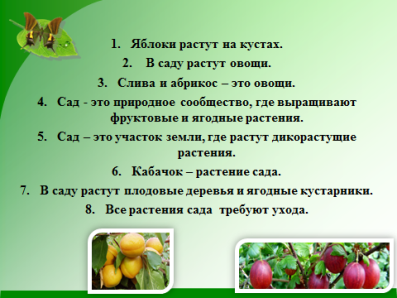 1. Яблоки растут на кустах.
2. В саду растут овощи.
3. Слива и абрикос – это овощи.
4. Сад - это природное сообщество, где выращивают
фруктовые и ягодные растения.
5. Сад – это участок земли, где растут дикорастущие
растения.
6. Кабачок – растение сада.
7. В саду растут плодовые деревья и ягодные кустарники.
8. Все растения сада требуют ухода.